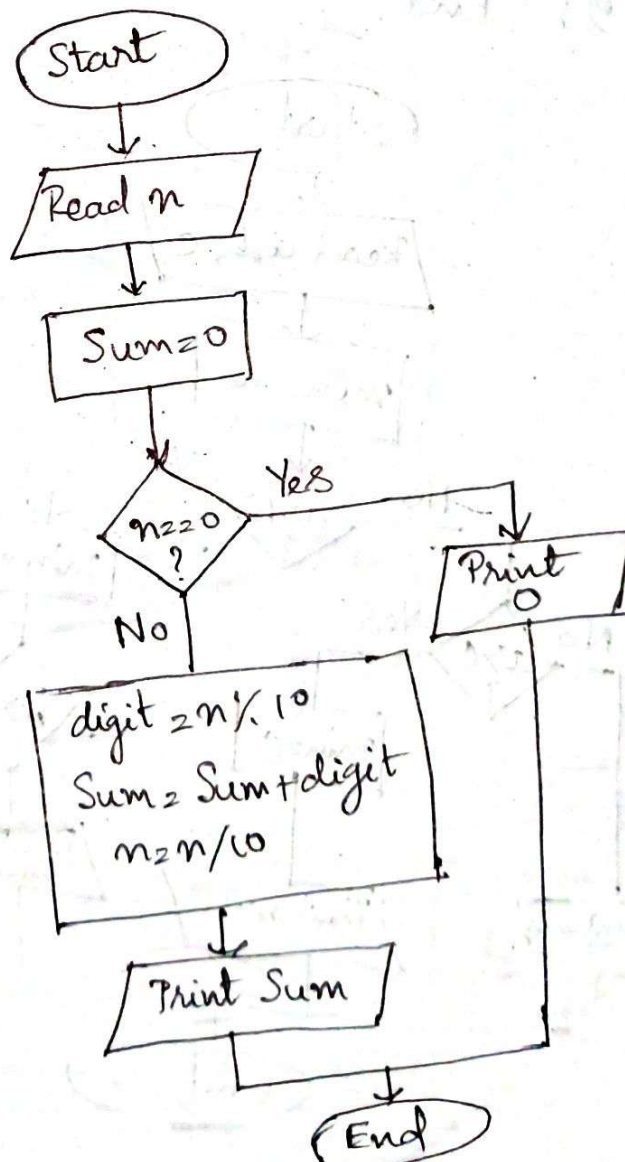 Start
Read n
Sum=0
n==0
?
Yes
Print
0
No
digit = n % 10
Sum = Sum + digit
n = n/10
Print Sum
End